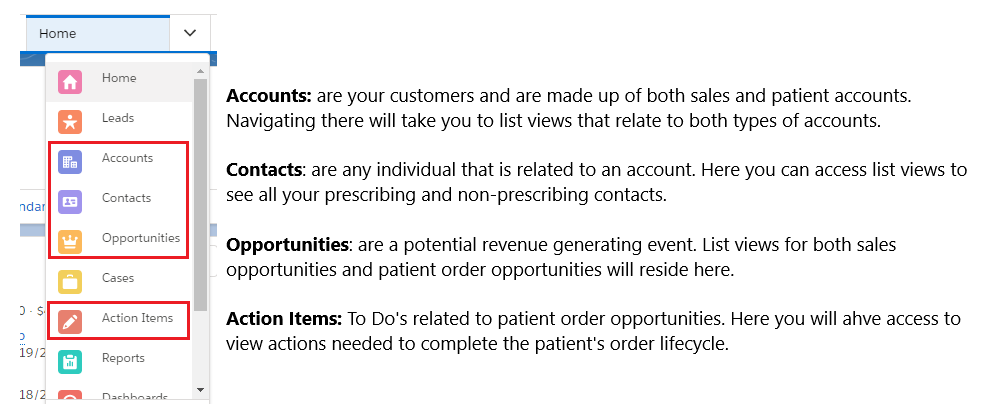 Home
Home
Leads
Accounts
Contacts
Opportunities
Cases
Action Items
Reports
Dashboards
19/2
18/2
Accounts: are your customers and are made up of both sales and patient accounts.
Navigating there will take you to list views that relate to both types of accounts.
Contacts: are any individual that is related to an account. Here you can access list views to
see all your prescribing and non-prescribing contacts.
Opportunities: are a potential revenue generating event. List views for both sales
opportunities and patient order opportunities will reside here.
Action Items: To Do's related to patient order opportunities. Here you will ahve access to
view actions needed to complete the patient's order lifecycle.